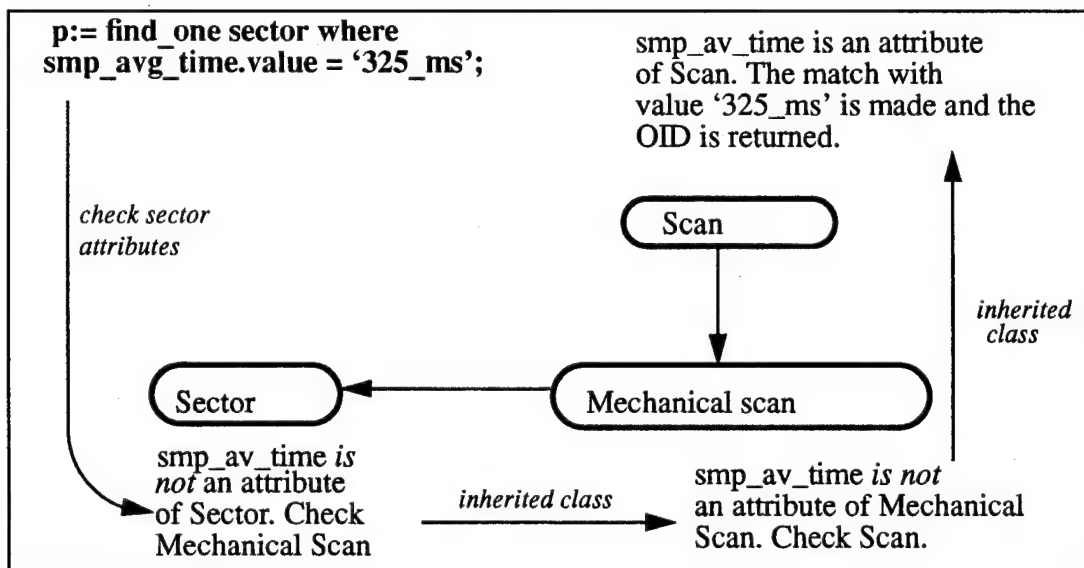 p:= find_one sector where
smp_avg_time.value = ‘325_ms’;
smp_av_time is an attribute
of Scan. The match with
value ‘325_ms’ is made and the
OID is returned.
check sector
attributes
Scan
inherited
class
Sector
Mechanical scan
smp_av_time is
not an attribute
of Sector. Check
Mechanical Scan
inherited class
smp_av_time is not
an attribute of Mechanical
Scan. Check Scan.